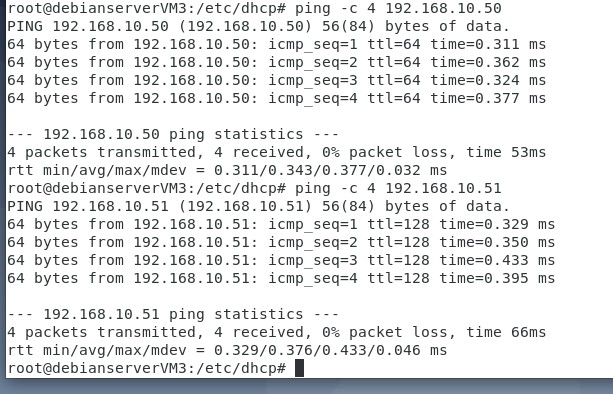 root@debianserverVM3:/etc/dhcp# ping -c 4 192.168.10.50
PING 192.168.10.50 (192.168.10.50) 56(84) bytes of data.
64 bytes from 192.168.10.50: icmp_seq=1 ttl=64 time=0.311 ms
64 bytes from 192.168.10.50: icmp_seq=2 ttl=64 time=0.362 ms
64 bytes from 192.168.10.50: icmp_seq=3 ttl=64 time=0.324 ms
64 bytes from 192.168.10.50: icmp_seq=4 ttl=64 time=0.377 ms

--- 192.168.10.50 ping statistics ---
4 packets transmitted, 4 received, 0% packet loss, time 53ms
rtt min/avg/max/mdev = 0.311/0.343/0.377/0.032 ms
root@debianserverVM3:/etc/dhcp# ping -c 4 192.168.10.51
PING 192.168.10.51 (192.168.10.51) 56(84) bytes of data.
64 bytes from 192.168.10.51: icmp_seq=1 ttl=128 time=0.329 ms
64 bytes from 192.168.10.51: icmp_seq=2 ttl=128 time=0.350 ms
64 bytes from 192.168.10.51: icmp_seq=3 ttl=128 time=0.433 ms
64 bytes from 192.168.10.51: icmp_seq=4 ttl=128 time=0.395 ms

--- 192.168.10.51 ping statistics ---
4 packets transmitted, 4 received, 0% packet loss, time 66ms
rtt min/avg/max/mdev = 0.329/0.376/0.433/0.046 ms
root@debianserverVM3:/etc/dhcp#